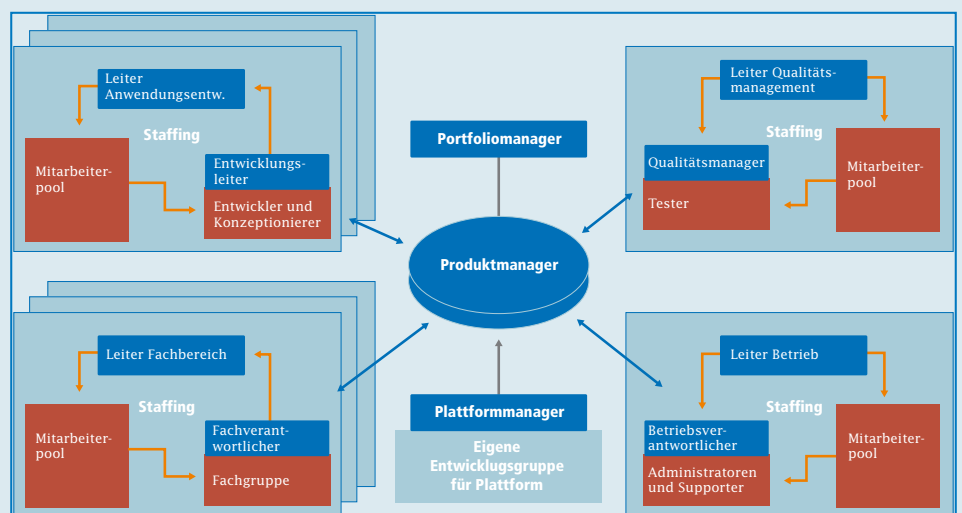 Leiter
Anwendungsentw.
Staffing
Mitarbeiter-
pool
Entwicklungs-
leiter
Entwickler und
Konzeptionierer
Portfoliomanager
Produktmanager
Leiter Qualitäts-
management
Staffing
Qualitätsmanager
Tester
Mitarbeiter-
pool
Leiter Fachbereich
Staffing
Mitarbeiter-
pool
Fachverant-
wortlicher
Fachgruppe
Plattformmanager
Eigene
Entwicklugsgruppe
für Plattform
Leiter Betrieb
Staffing
Betriebsver-
antwortlicher
Administratoren
und Supporter
Mitarbeiter-
pool